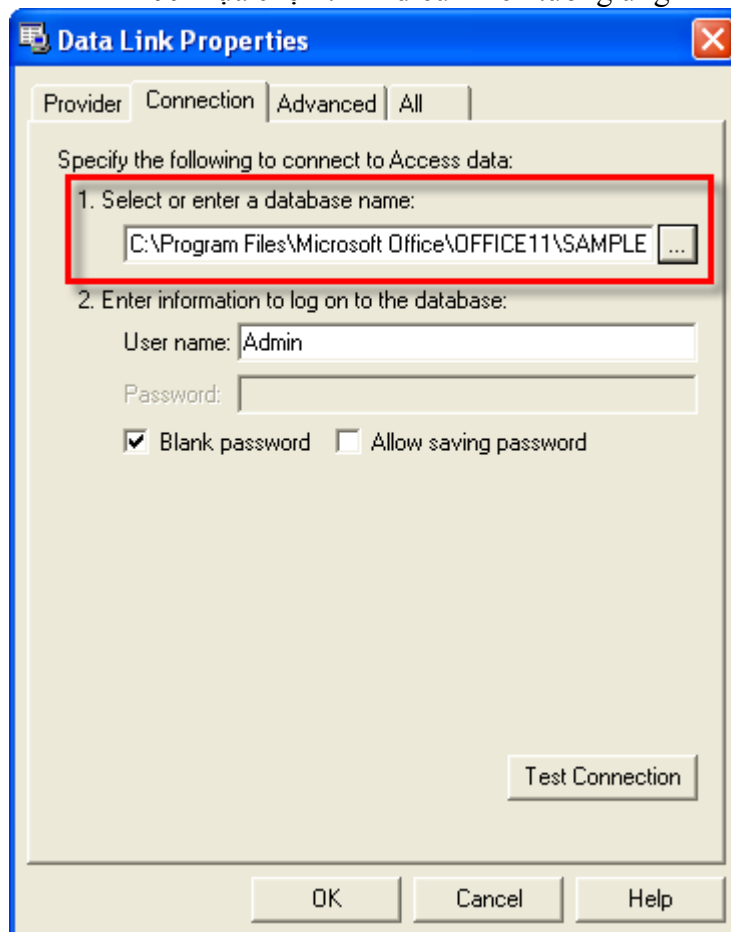 Data Link Properties
Provider Connection Advanced All
Specify the following to connect to Access data:
1. Select or enter a database name:
C:\Program Files\Microsoft Office\OFFICE11\SAMPLE ...
2. Enter information to log on to the database:
User name: Admin
Password:
Blank password Allow saving password
Test Connection
OK Cancel Help